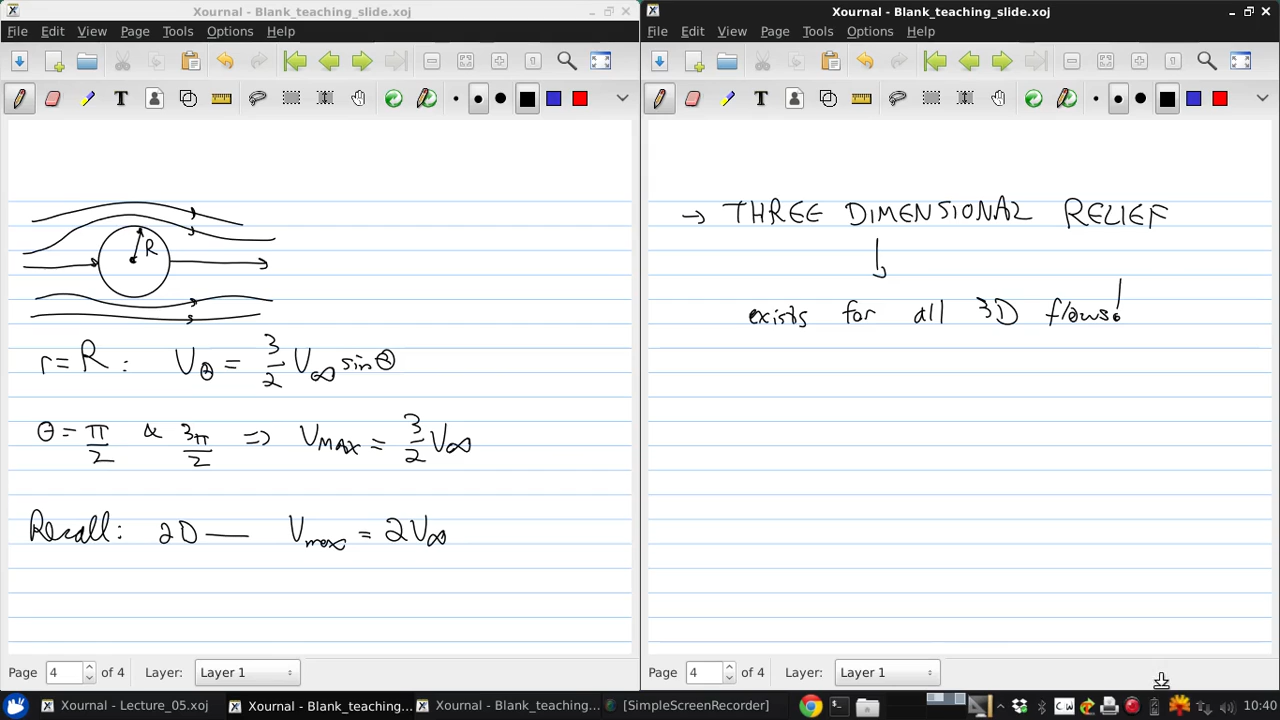 Xournal - Blank_teaching_slide.xoj
File Edit View Page Tools Options Help
R
r = R : V_θ = 3/2 V_∞ sinθ
θ = π/2 & 3π/2 => V_MAX = 3/2 V_∞
Recall: 2D — V_max = 2V_∞
Page 4 of 4 Layer: Layer 1
Xournal - Blank_teaching_slide.xoj
File Edit View Page Tools Options Help
→ THREE DIMENSIONAL RELIEF
exists for all 3D flows!
Page 4 of 4 Layer: Layer 1
Xournal - Lecture_05.xoj Xournal - Blank_teaching... Xournal - Blank_teaching... [SimpleScreenRecorder] 10:40